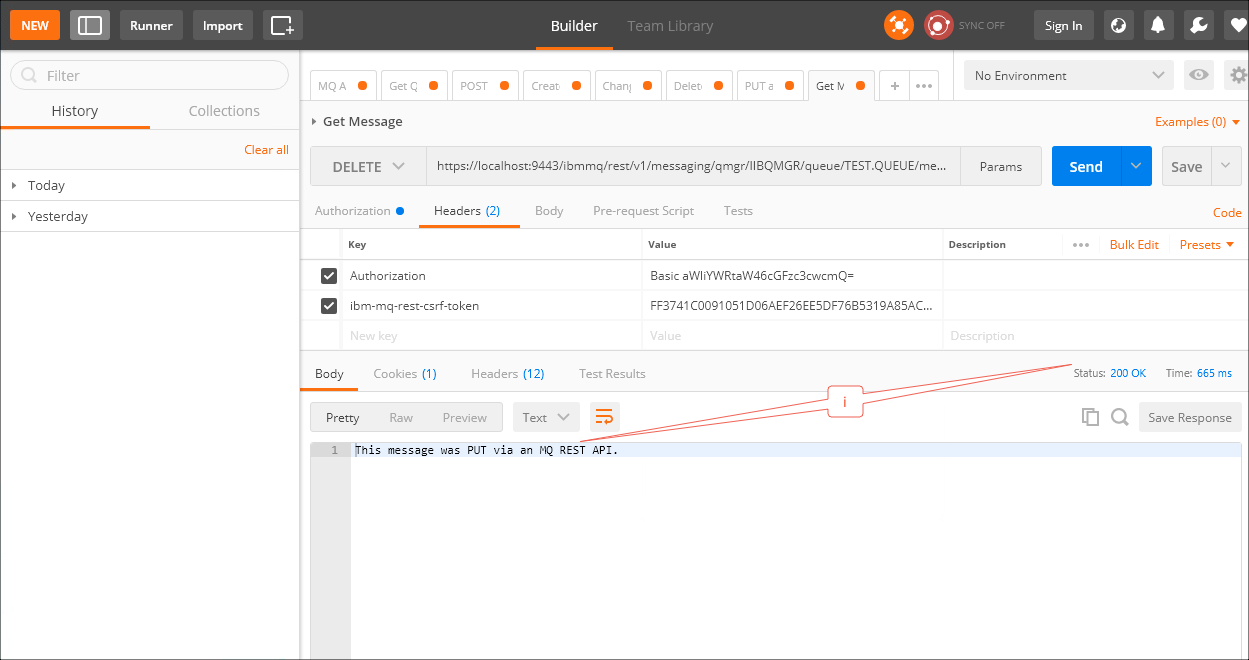 NEW Runner Import Builder Team Library SYNC OFF Sign In
Filter
History Collections
Clear all
Today
Yesterday
MQ A Get Q POST Create Chang Delet PUT a Get M + ••• No Environment
Get Message Examples (0)
DELETE https://localhost:9443/ibmmq/rest/v1/messaging/qmgr/IIBQMGR/queue/TEST.QUEUE/me... Params Send Save
Authorization Headers (2) Body Pre-request Script Tests Code
Key Value Description ••• Bulk Edit Presets
Authorization Basic aWliYWRtaW46cGFzc3cwcmQ=
ibm-mq-rest-csrf-token FF3741C0091051D06AEF26EE5DF76B5319A85AC...
New key Value Description
Body Cookies (1) Headers (12) Test Results Status: 200 OK Time: 665 ms
i
Pretty Raw Preview Text Save Response
1 This message was PUT via an MQ REST API.